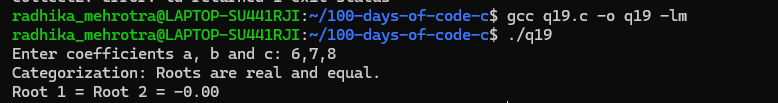 collect2: error: ld returned 1 exit status
radhika_mehrotra@LAPTOP-SU441RJI:~/100-days-of-code-c$ gcc q19.c -o q19 -lm
radhika_mehrotra@LAPTOP-SU441RJI:~/100-days-of-code-c$ ./q19
Enter coefficients a, b and c: 6,7,8
Categorization: Roots are real and equal.
Root 1 = Root 2 = -0.00